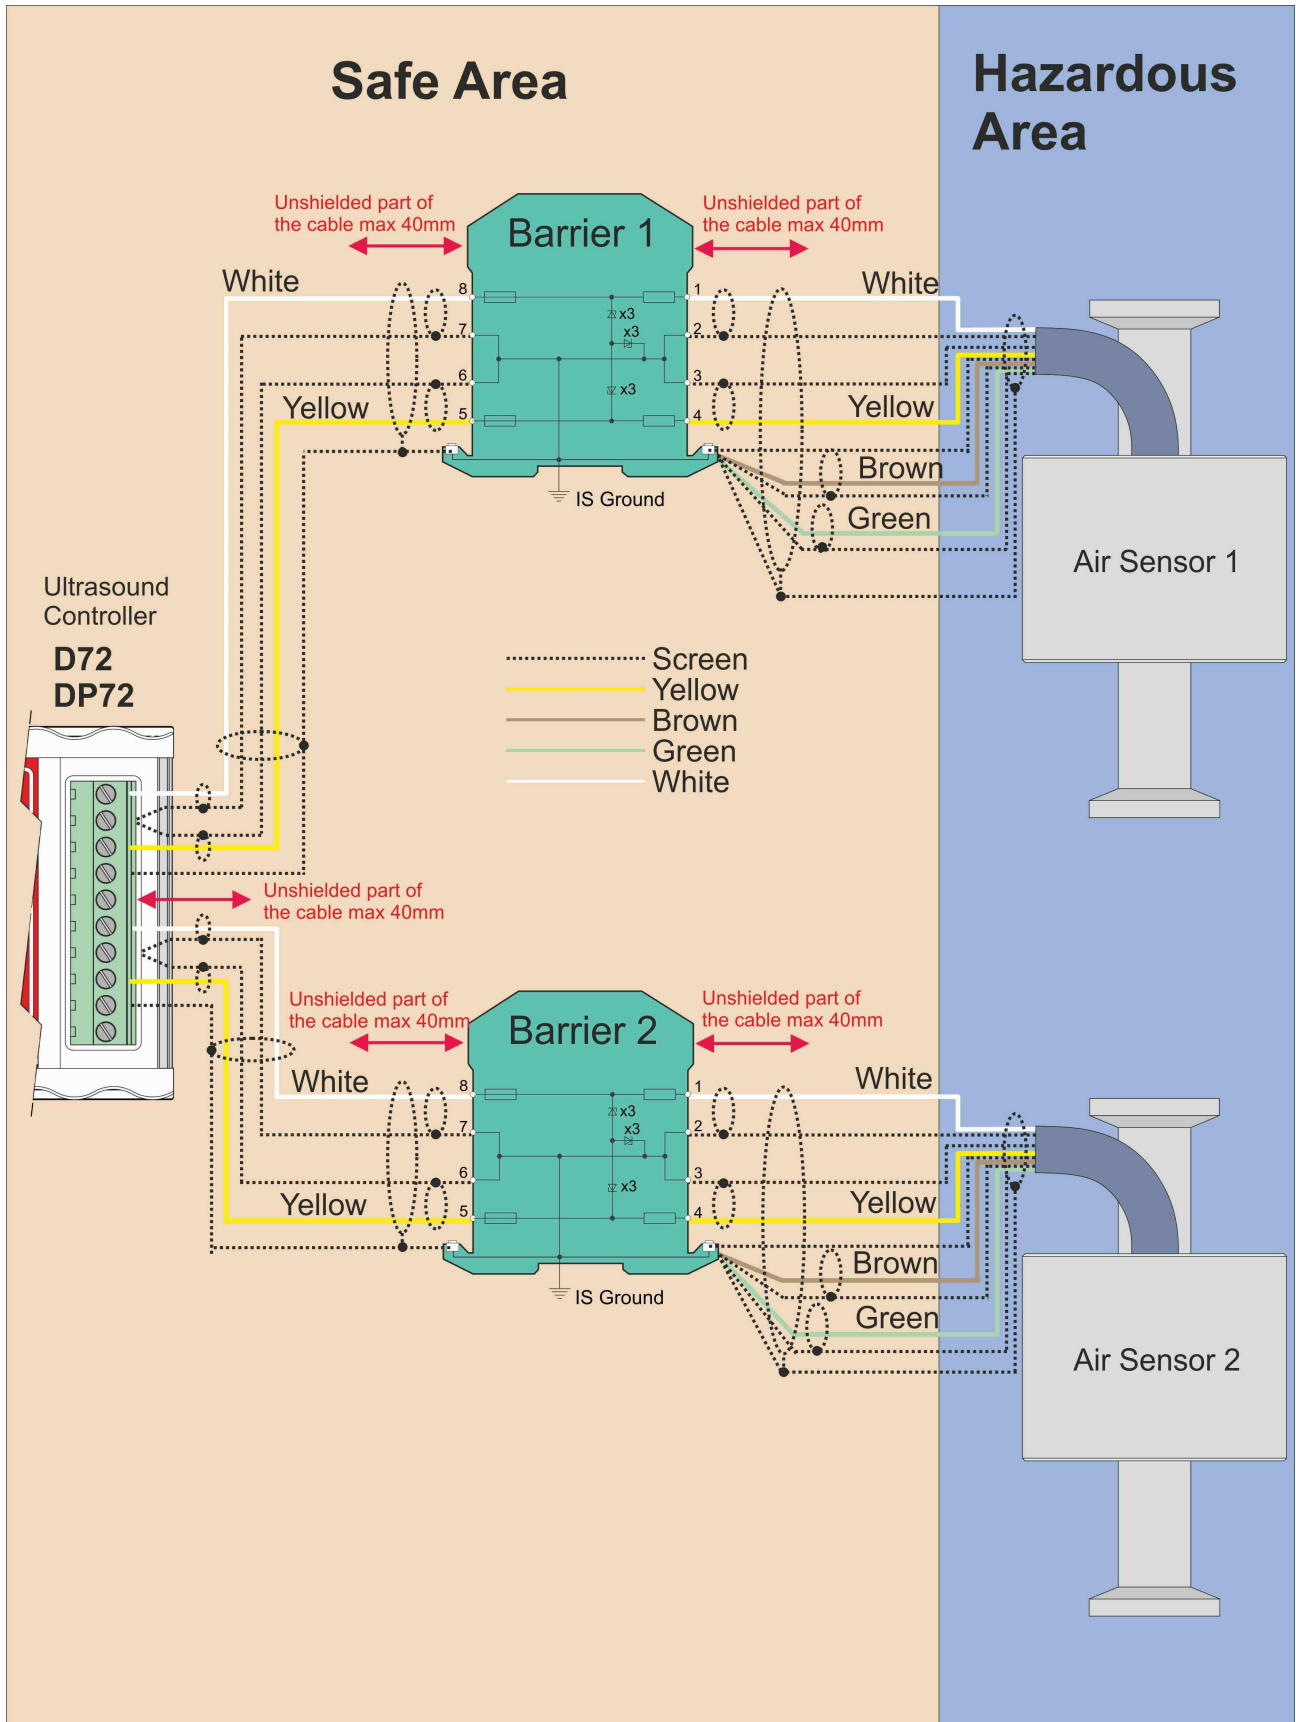 Safe Area
Hazardous
Area
Unshielded part of
the cable max 40mm
Barrier 1
Unshielded part of
the cable max 40mm
White
8
1
White
x3
7
x3
2
6
x3
3
Yellow
5
4
Yellow
Brown
IS Ground
Green
Air Sensor 1
Ultrasound
Controller
D72
DP72
Screen
Yellow
Brown
Green
White
Unshielded part of
the cable max 40mm
Unshielded part of
the cable max 40mm
Barrier 2
Unshielded part of
the cable max 40mm
White
8
1
White
x3
7
x3
2
6
x3
3
Yellow
5
4
Yellow
Brown
IS Ground
Green
Air Sensor 2